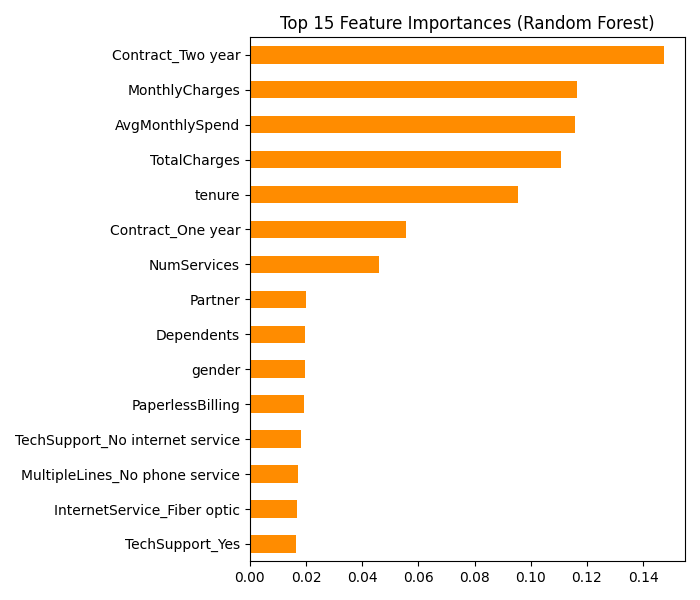 Top 15 Feature Importances (Random Forest)
Contract_Two year
MonthlyCharges
AvgMonthlySpend
TotalCharges
tenure
Contract_One year
NumServices
Partner
Dependents
gender
PaperlessBilling
TechSupport_No internet service
MultipleLines_No phone service
InternetService_Fiber optic
TechSupport_Yes
0.00 0.02 0.04 0.06 0.08 0.10 0.12 0.14